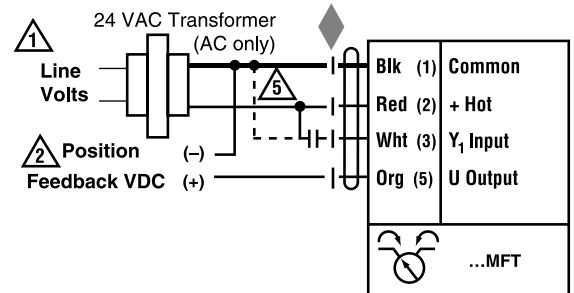 24 VAC Transformer
(AC only)
1
Line
Volts
5
2 Position (–)
Feedback VDC (+)
Blk (1) Common
Red (2) + Hot
Wht (3) Y1 Input
Org (5) U Output
...MFT